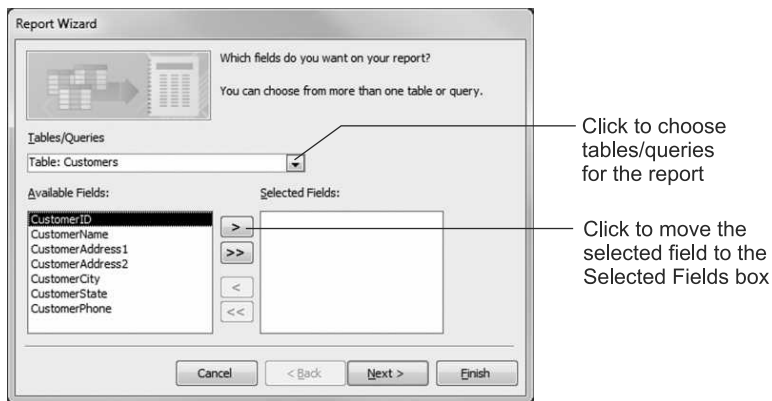 Report Wizard
Which fields do you want on your report?
You can choose from more than one table or query.
Tables/Queries
Table: Customers
Click to choose
tables/queries
for the report
Available Fields:
Selected Fields:
CustomerID
CustomerName
CustomerAddress1
CustomerAddress2
CustomerCity
CustomerState
CustomerPhone
>
>>
<
<<
Click to move the
selected field to the
Selected Fields box
Cancel
< Back
Next >
Finish